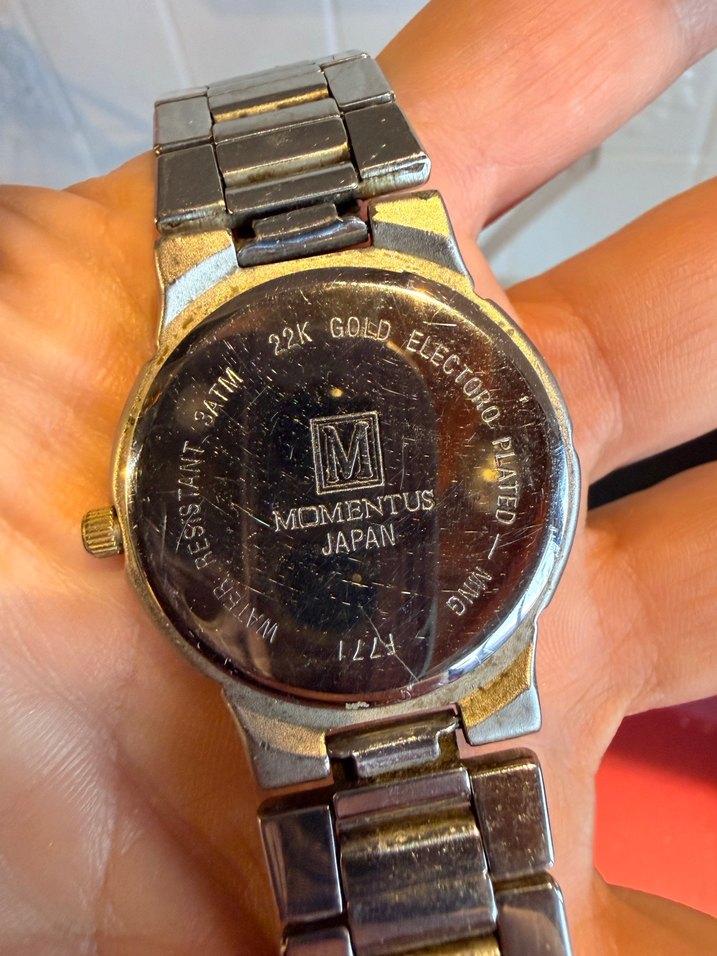 M
MOMENTUS
JAPAN
WATER RESISTANT 3ATM 22K GOLD ELECTORO PLATED - MNG
F771